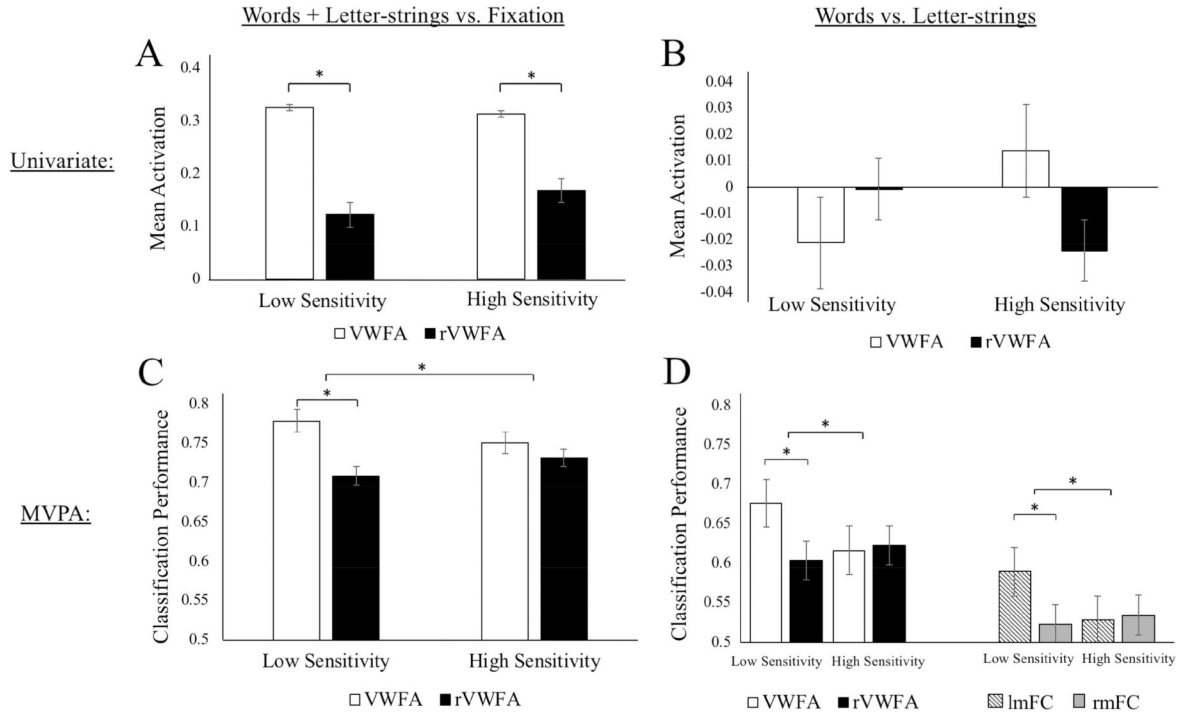 Words + Letter-strings vs. Fixation
Words vs. Letter-strings
Univariate:
A
Mean Activation
0.4
0.3
0.2
0.1
0
*
*
Low Sensitivity
High Sensitivity
VWFA
rVWFA
B
Mean Activation
0.04
0.03
0.02
0.01
0
-0.01
-0.02
-0.03
-0.04
Low Sensitivity
High Sensitivity
VWFA
rVWFA
MVPA:
C
Classification Performance
0.8
0.75
0.7
0.65
0.6
0.55
0.5
*
*
Low Sensitivity
High Sensitivity
VWFA
rVWFA
D
Classification Performance
0.8
0.75
0.7
0.65
0.6
0.55
0.5
*
*
*
*
Low Sensitivity
High Sensitivity
Low Sensitivity
High Sensitivity
VWFA
rVWFA
lmFC
rmFC